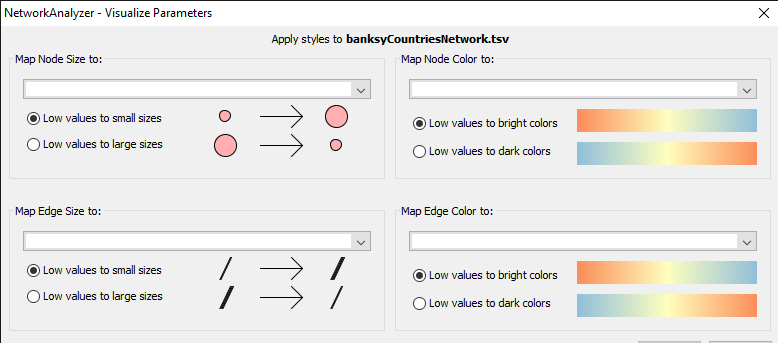 NetworkAnalyzer - Visualize Parameters
Apply styles to banksyCountriesNetwork.tsv
Map Node Size to:
Low values to small sizes
Low values to large sizes
Map Node Color to:
Low values to bright colors
Low values to dark colors
Map Edge Size to:
Low values to small sizes
Low values to large sizes
Map Edge Color to:
Low values to bright colors
Low values to dark colors